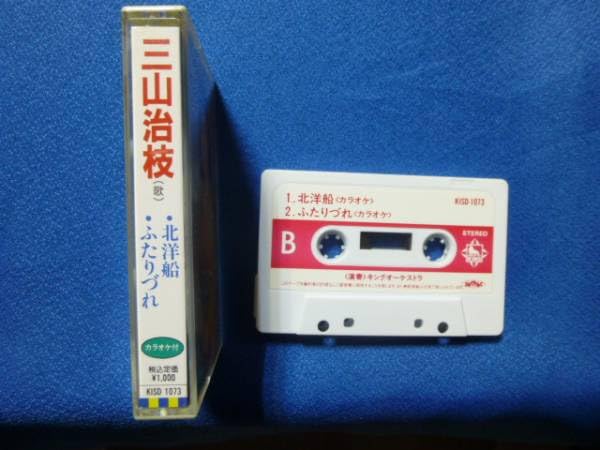 三山治枝
(歌)
・北洋船
・ふたりづれ
カラオケ付
税込定価
¥1,000
KISD 1073
1. 北洋船〈カラオケ〉
KISD-1073
2. ふたりづれ〈カラオケ〉
B
STEREO
〈演奏〉キングオーケストラ